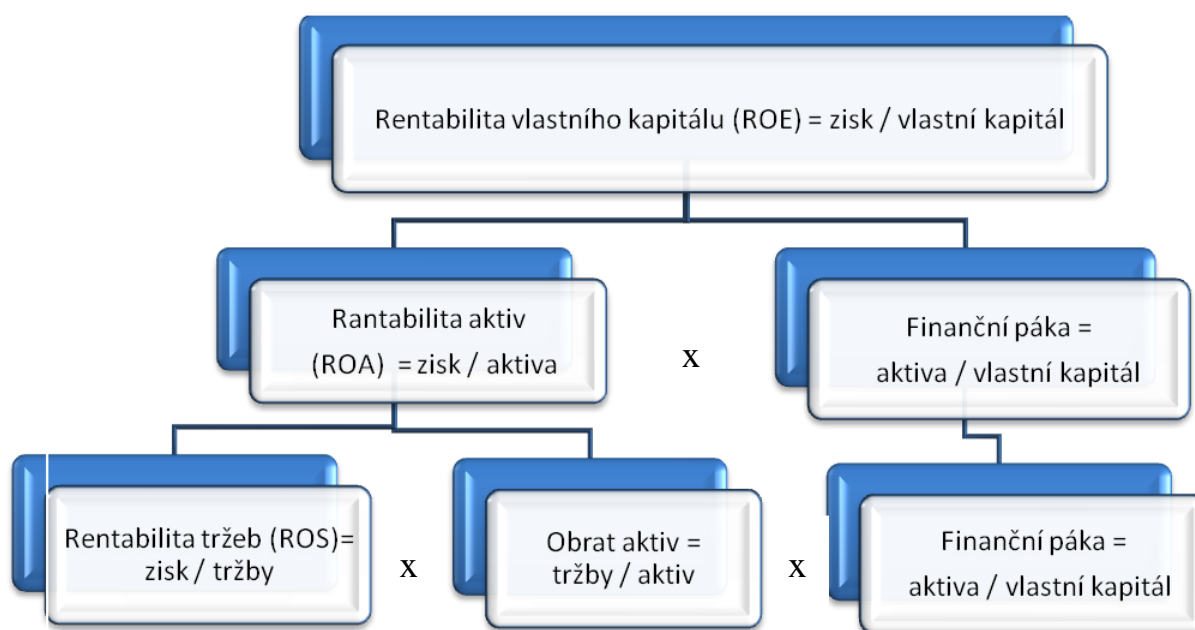 Rentabilita vlastního kapitálu (ROE) = zisk / vlastní kapitál
Rantabilita aktiv
(ROA) = zisk / aktiva
x
Finanční páka =
aktiva / vlastní kapitál
Rentabilita tržeb (ROS)=
zisk / tržby
x
Obrat aktiv =
tržby / aktiv
x
Finanční páka =
aktiva / vlastní kapitál